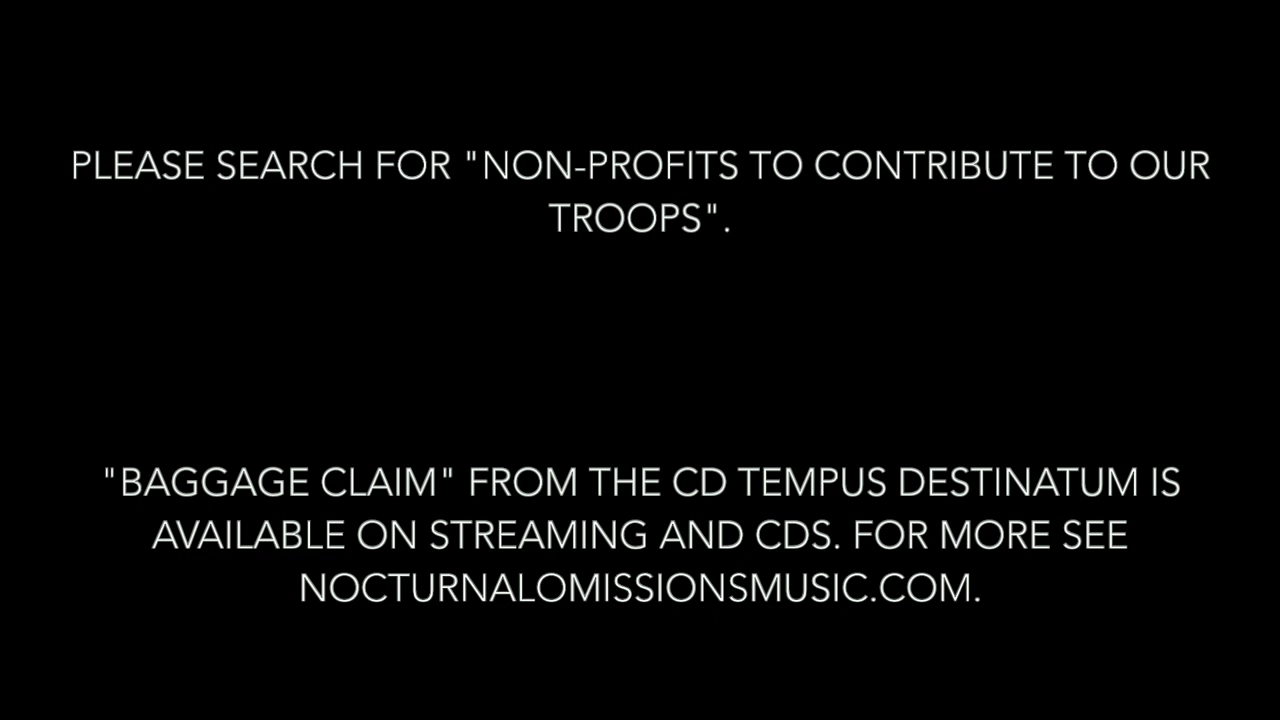 PLEASE SEARCH FOR "NON-PROFITS TO CONTRIBUTE TO OUR
TROOPS".
"BAGGAGE CLAIM" FROM THE CD TEMPUS DESTINATUM IS
AVAILABLE ON STREAMING AND CDS. FOR MORE SEE
NOCTURNALOMISSIONSMUSIC.COM.